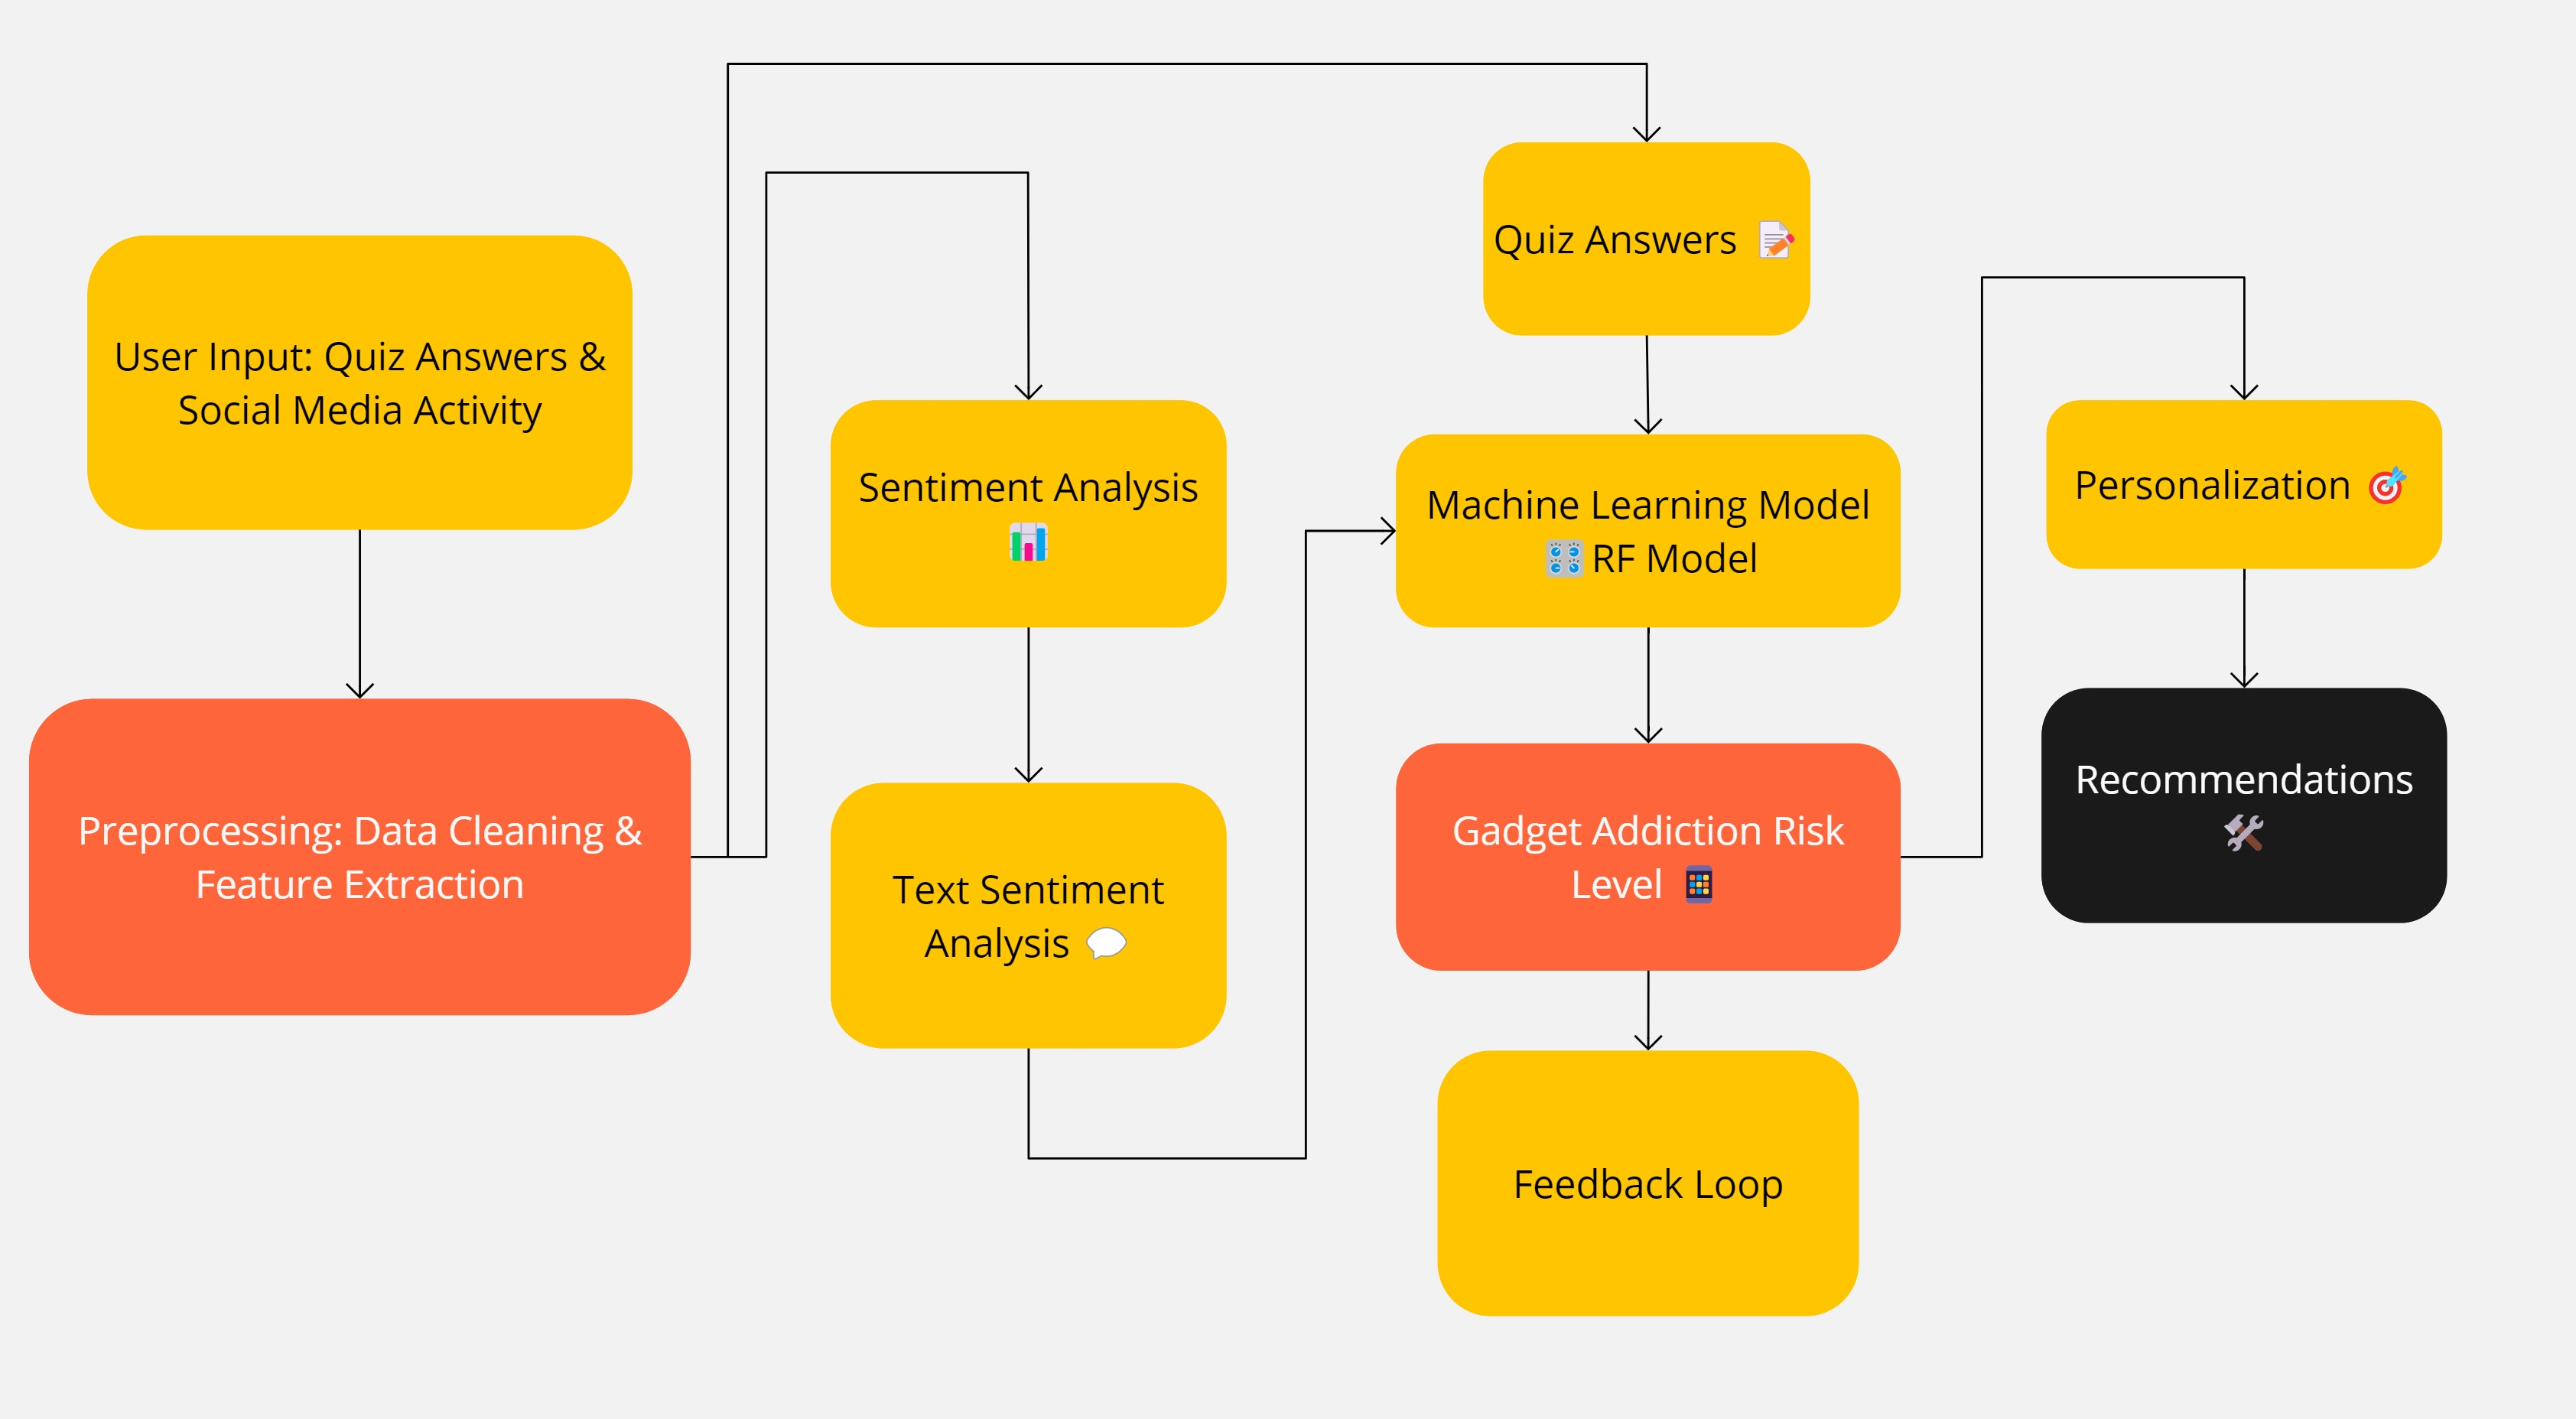 User Input: Quiz Answers &
Social Media Activity
Preprocessing: Data Cleaning &
Feature Extraction
Sentiment Analysis
Text Sentiment
Analysis
Quiz Answers
Machine Learning Model
RF Model
Gadget Addiction Risk
Level
Feedback Loop
Personalization
Recommendations